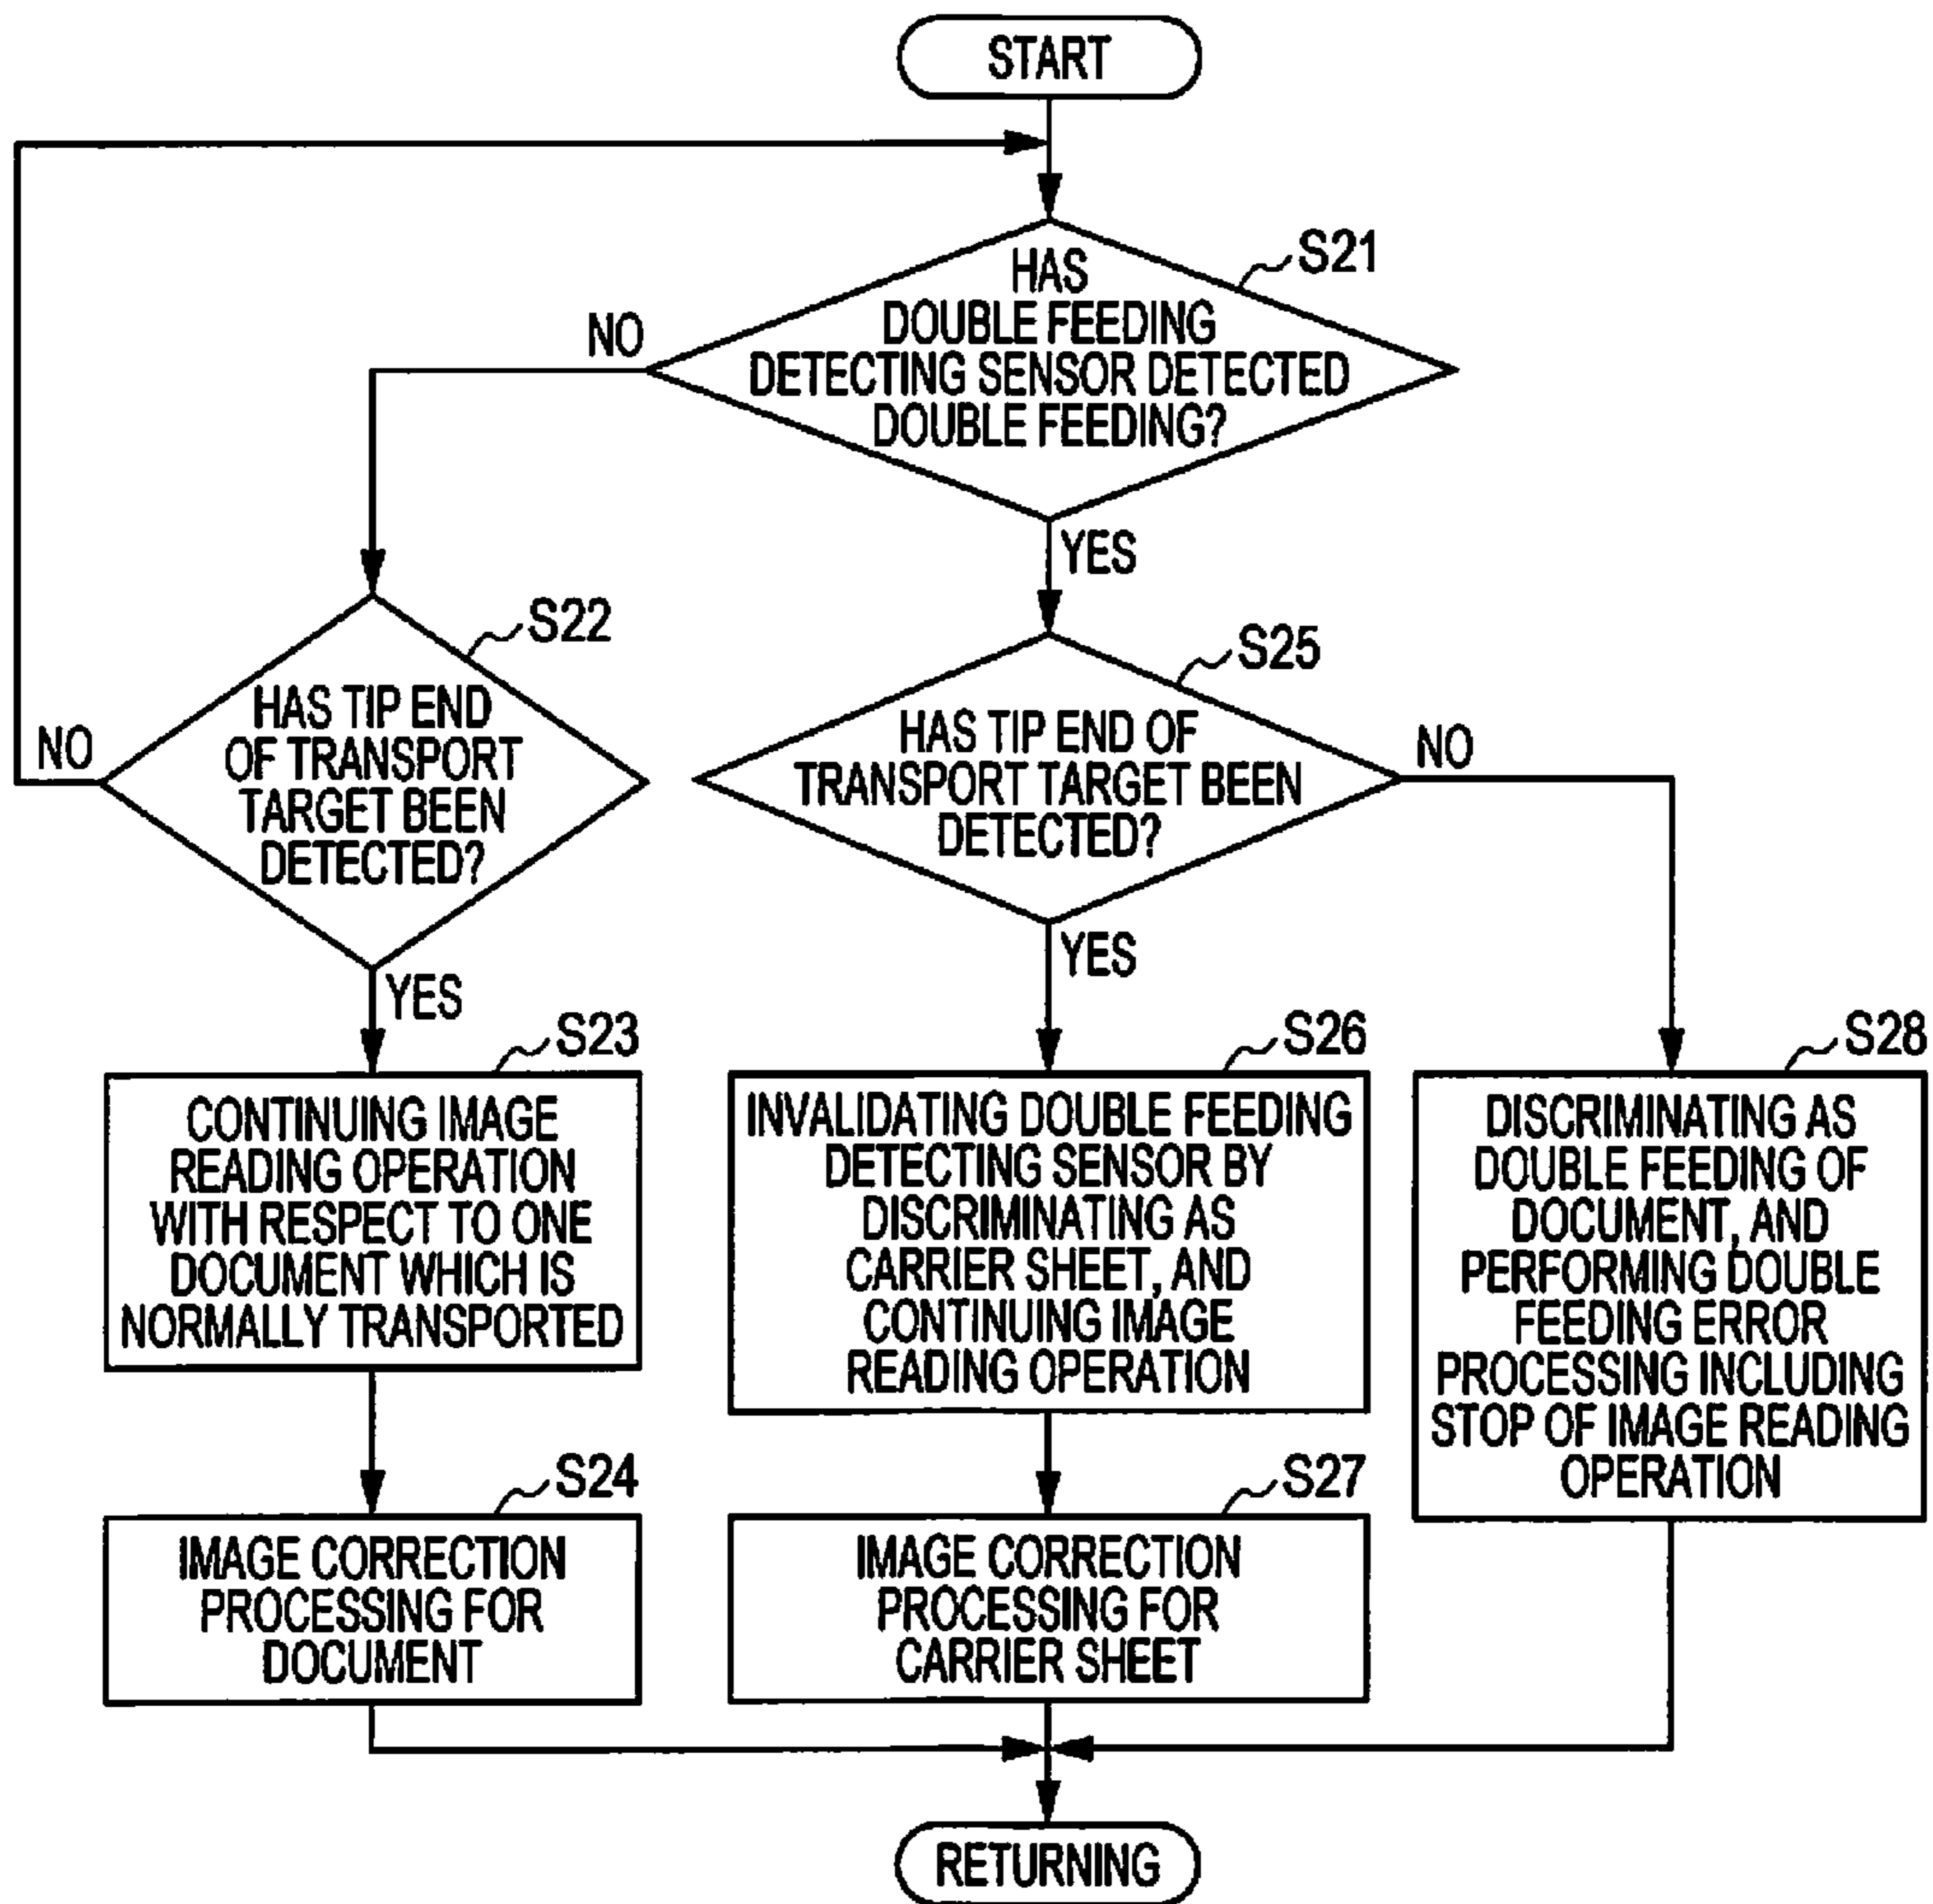 START
S21
HAS
DOUBLE FEEDING
DETECTING SENSOR DETECTED
DOUBLE FEEDING?
NO
YES
S22
HAS TIP END
OF TRANSPORT
TARGET BEEN
DETECTED?
NO
YES
S25
HAS TIP END OF
TRANSPORT TARGET BEEN
DETECTED?
NO
YES
S23
CONTINUING IMAGE
READING OPERATION
WITH RESPECT TO ONE
DOCUMENT WHICH IS
NORMALLY TRANSPORTED
S26
INVALIDATING DOUBLE FEEDING
DETECTING SENSOR BY
DISCRIMINATING AS
CARRIER SHEET, AND
CONTINUING IMAGE
READING OPERATION
S28
DISCRIMINATING AS
DOUBLE FEEDING OF
DOCUMENT, AND
PERFORMING DOUBLE
FEEDING ERROR
PROCESSING INCLUDING
STOP OF IMAGE READING
OPERATION
S24
IMAGE CORRECTION
PROCESSING FOR
DOCUMENT
S27
IMAGE CORRECTION
PROCESSING FOR
CARRIER SHEET
RETURNING